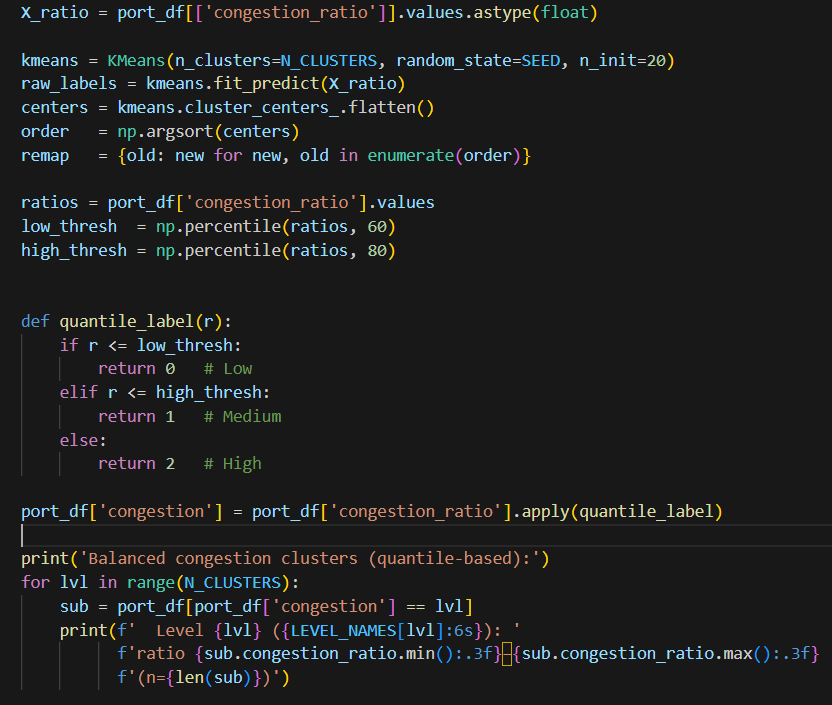 X_ratio = port_df[['congestion_ratio']].values.astype(float)
kmeans = KMeans(n_clusters=N_CLUSTERS, random_state=SEED, n_init=20)
raw_labels = kmeans.fit_predict(X_ratio)
centers = kmeans.cluster_centers_.flatten()
order   = np.argsort(centers)
remap   = {old: new for new, old in enumerate(order)}
ratios = port_df['congestion_ratio'].values
low_thresh  = np.percentile(ratios, 60)
high_thresh = np.percentile(ratios, 80)
def quantile_label(r):
    if r <= low_thresh:
        return 0   # Low
    elif r <= high_thresh:
        return 1   # Medium
    else:
        return 2   # High
port_df['congestion'] = port_df['congestion_ratio'].apply(quantile_label)
print('Balanced congestion clusters (quantile-based):')
for lvl in range(N_CLUSTERS):
    sub = port_df[port_df['congestion'] == lvl]
    print(f'  Level {lvl} ({LEVEL_NAMES[lvl]:6s}): '
          f'ratio {sub.congestion_ratio.min():.3f}–{sub.congestion_ratio.max():.3f}
          f'(n={len(sub)})')